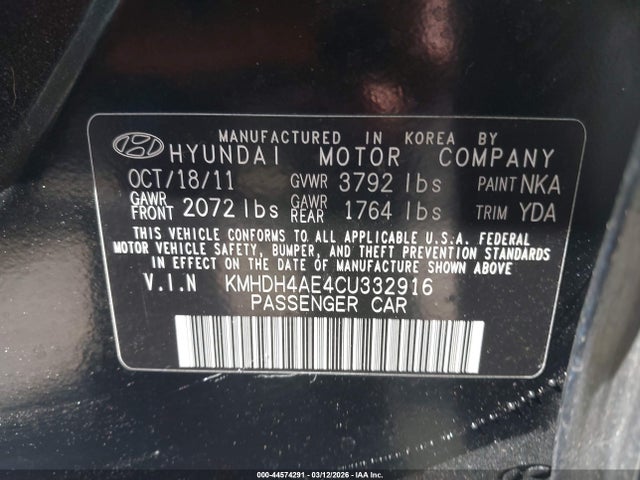 MANUFACTURED IN KOREA BY
HYUNDAI MOTOR COMPANY
OCT/18/11 GVWR 3792 lbs PAINT NKA
GAWR FRONT 2072 lbs GAWR REAR 1764 lbs TRIM YDA
THIS VEHICLE CONFORMS TO ALL APPLICABLE U.S.A. FEDERAL
MOTOR VEHICLE SAFETY, BUMPER, AND THEFT PREVENTION STANDARDS
IN EFFECT ON THE DATE OF MANUFACTURE SHOWN ABOVE
V.I.N KMHDH4AE4CU332916
PASSENGER CAR
000-44574291 - 03/12/2026 - IAAI.COM